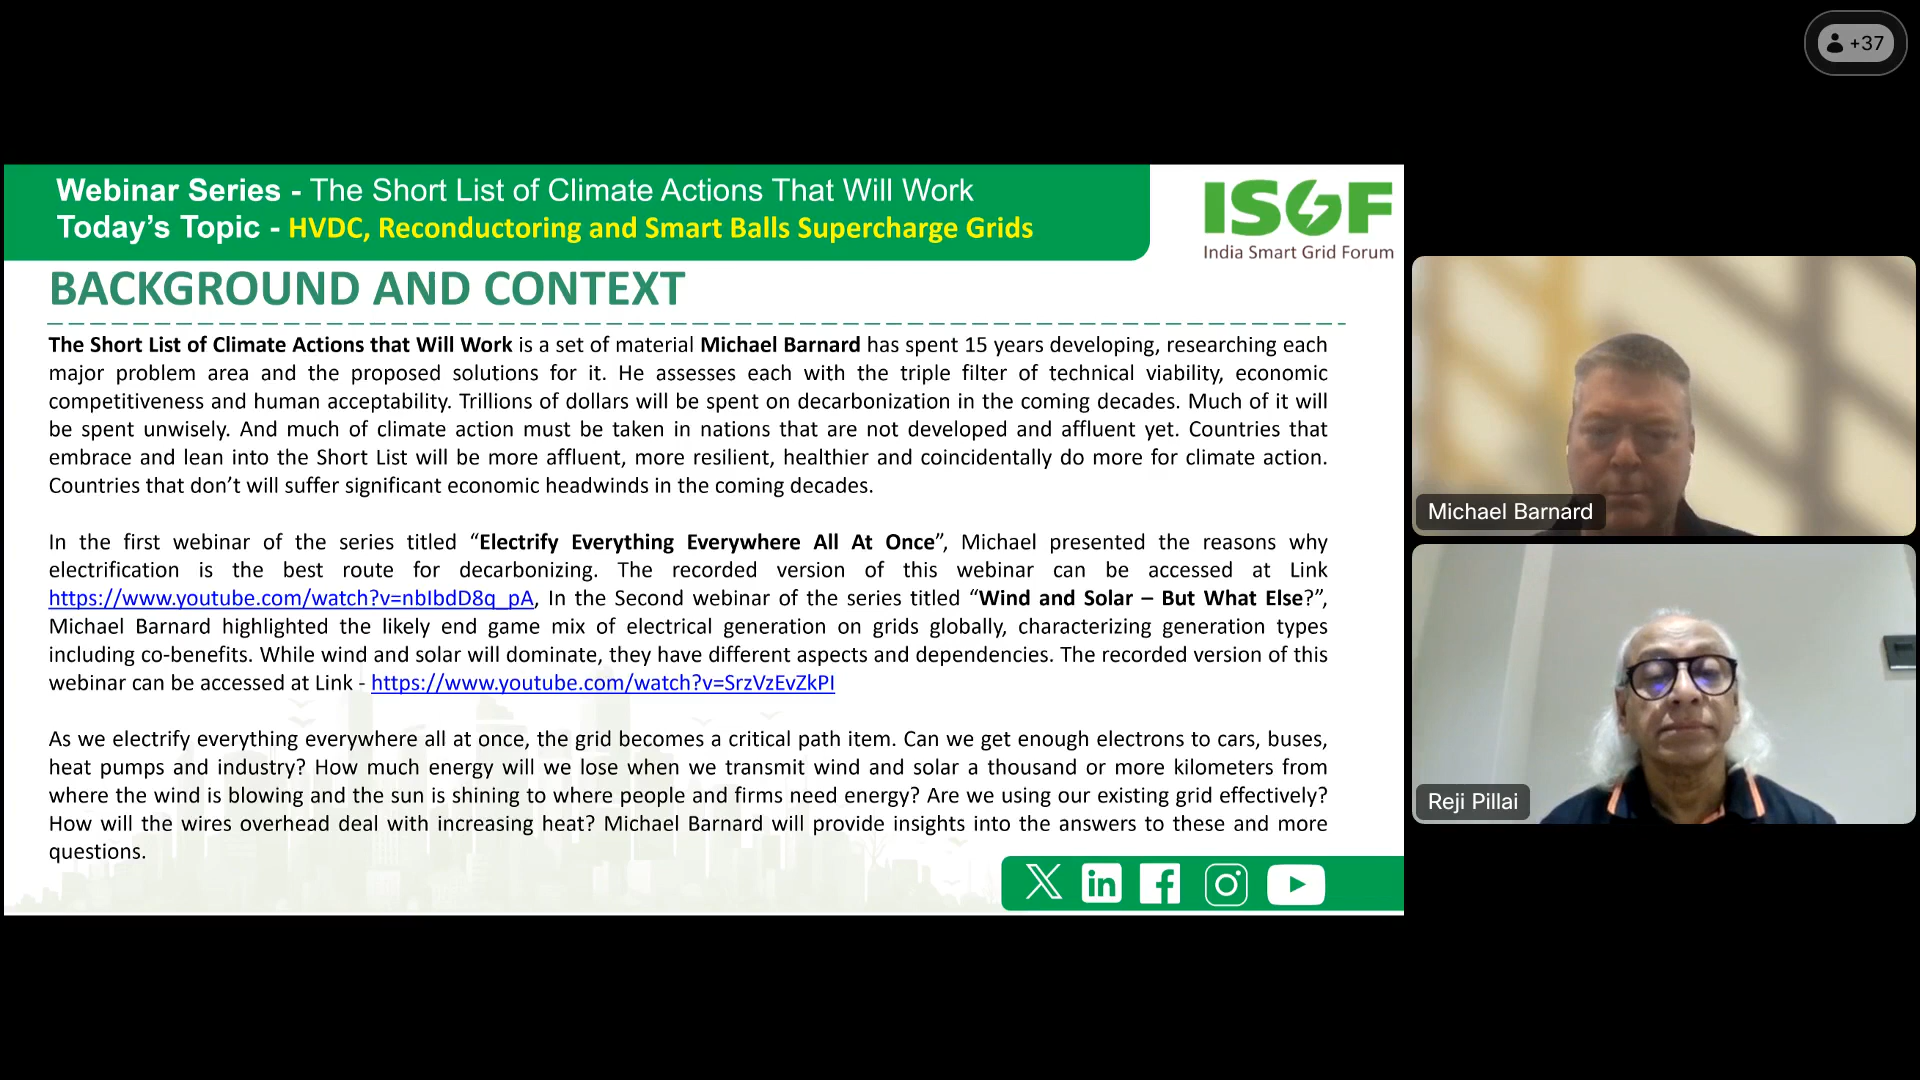 +37
Webinar Series - The Short List of Climate Actions That Will Work
Today's Topic - HVDC, Reconductoring and Smart Balls Supercharge Grids
ISGF
India Smart Grid Forum
BACKGROUND AND CONTEXT
The Short List of Climate Actions that Will Work is a set of material Michael Barnard has spent 15 years developing, researching each
major problem area and the proposed solutions for it. He assesses each with the triple filter of technical viability, economic
competitiveness and human acceptability. Trillions of dollars will be spent on decarbonization in the coming decades. Much of it will
be spent unwisely. And much of climate action must be taken in nations that are not developed and affluent yet. Countries that
embrace and lean into the Short List will be more affluent, more resilient, healthier and coincidentally do more for climate action.
Countries that don't will suffer significant economic headwinds in the coming decades.
In the first webinar of the series titled “Electrify Everything Everywhere All At Once”, Michael presented the reasons why
electrification is the best route for decarbonizing. The recorded version of this webinar can be accessed at Link
https://www.youtube.com/watch?v=nbIbdD8q_pA, In the Second webinar of the series titled “Wind and Solar – But What Else?”,
Michael Barnard highlighted the likely end game mix of electrical generation on grids globally, characterizing generation types
including co-benefits. While wind and solar will dominate, they have different aspects and dependencies. The recorded version of this
webinar can be accessed at Link - https://www.youtube.com/watch?v=SrzVzEvZkPI
As we electrify everything everywhere all at once, the grid becomes a critical path item. Can we get enough electrons to cars, buses,
heat pumps and industry? How much energy will we lose when we transmit wind and solar a thousand or more kilometers from
where the wind is blowing and the sun is shining to where people and firms need energy? Are we using our existing grid effectively?
How will the wires overhead deal with increasing heat? Michael Barnard will provide insights into the answers to these and more
questions.
Michael Barnard
Reji Pillai